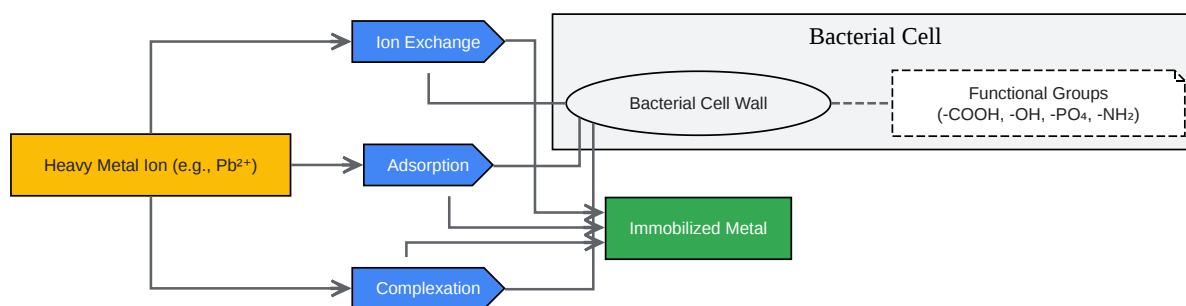 Bacterial Cell
Ion Exchange
Bacterial Cell Wall
Functional Groups
(-COOH, -OH, -PO₄, -NH₂)
Heavy Metal Ion (e.g., Pb²⁺)
Adsorption
Immobilized Metal
Complexation